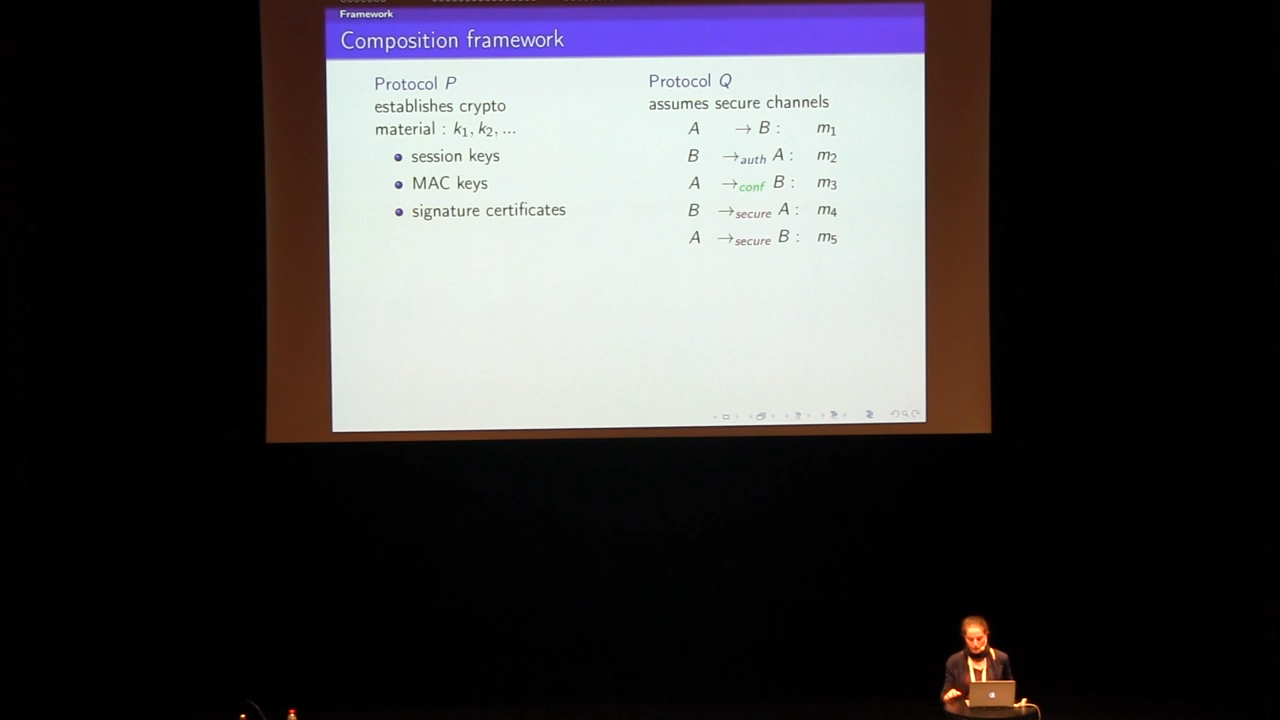 Framework
Composition framework
Protocol P
establishes crypto
material : k₁, k₂, ...
session keys
MAC keys
signature certificates
Protocol Q
assumes secure channels
A → B : m₁
B →auth A : m₂
A →conf B : m₃
B →secure A : m₄
A →secure B : m₅